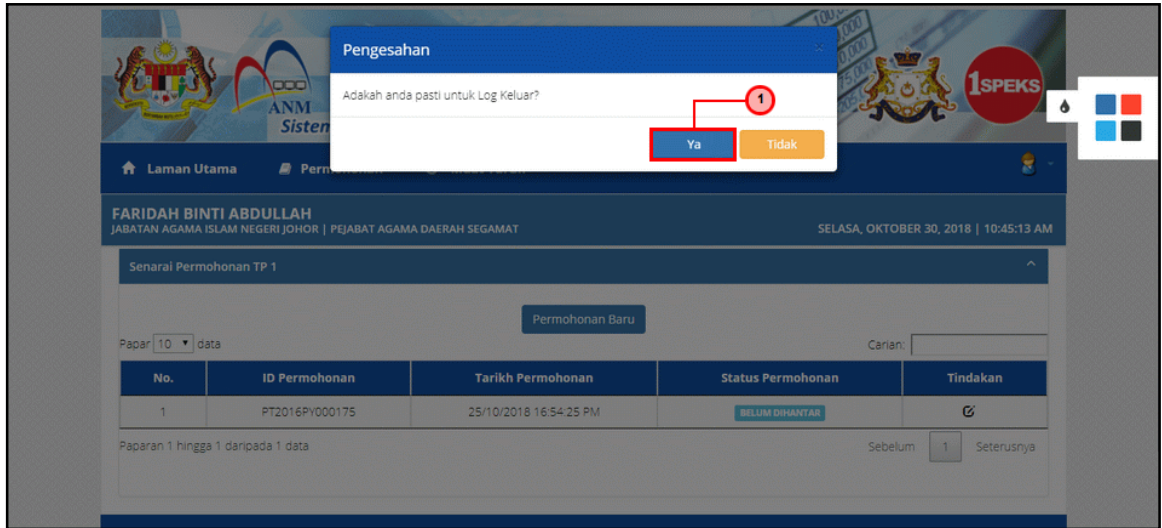 Pengesahan
×
Adakah anda pasti untuk Log Keluar?
1
Ya
Tidak
ANM
Sistem
1SPEKS
Laman Utama
FARIDAH BINTI ABDULLAH
JABATAN AGAMA ISLAM NEGERI JOHOR | PEJABAT AGAMA DAERAH SEGAMAT
SELASA, OKTOBER 30, 2018 | 10:45:13 AM
Senarai Permohonan TP 1
Permohonan Baru
Papar 10 data
Carian:
No. ID Permohonan Tarikh Permohonan Status Permohonan Tindakan
1 PT2016PY000175 25/10/2018 16:54:25 PM BELUM DIHANTAR
Paparan 1 hingga 1 daripada 1 data
Sebelum 1 Seterusnya